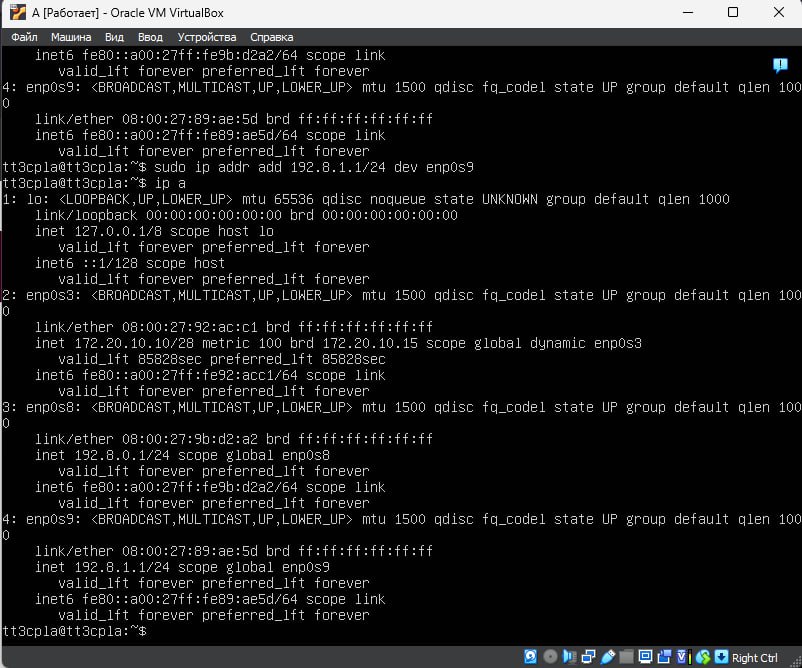 А [Работает] - Oracle VM VirtualBox
Файл Машина Вид Ввод Устройства Справка
inet6 fe80::a00:27ff:fe9b:d2a2/64 scope link
valid_lft forever preferred_lft forever
4: enp0s9: <BROADCAST,MULTICAST,UP,LOWER_UP> mtu 1500 qdisc fq_codel state UP group default qlen 100
0
link/ether 08:00:27:89:ae:5d brd ff:ff:ff:ff:ff:ff
inet6 fe80::a00:27ff:fe89:ae5d/64 scope link
valid_lft forever preferred_lft forever
tt3cpla@tt3cpla:~$ sudo ip addr add 192.8.1.1/24 dev enp0s9
tt3cpla@tt3cpla:~$ ip a
1: lo: <LOOPBACK,UP,LOWER_UP> mtu 65536 qdisc noqueue state UNKNOWN group default qlen 1000
link/loopback 00:00:00:00:00:00 brd 00:00:00:00:00:00
inet 127.0.0.1/8 scope host lo
valid_lft forever preferred_lft forever
inet6 ::1/128 scope host
valid_lft forever preferred_lft forever
2: enp0s3: <BROADCAST,MULTICAST,UP,LOWER_UP> mtu 1500 qdisc fq_codel state UP group default qlen 100
0
link/ether 08:00:27:92:ac:c1 brd ff:ff:ff:ff:ff:ff
inet 172.20.10.10/28 metric 100 brd 172.20.10.15 scope global dynamic enp0s3
valid_lft 85828sec preferred_lft 85828sec
inet6 fe80::a00:27ff:fe92:acc1/64 scope link
valid_lft forever preferred_lft forever
3: enp0s8: <BROADCAST,MULTICAST,UP,LOWER_UP> mtu 1500 qdisc fq_codel state UP group default qlen 100
0
link/ether 08:00:27:9b:d2:a2 brd ff:ff:ff:ff:ff:ff
inet 192.8.0.1/24 scope global enp0s8
valid_lft forever preferred_lft forever
inet6 fe80::a00:27ff:fe9b:d2a2/64 scope link
valid_lft forever preferred_lft forever
4: enp0s9: <BROADCAST,MULTICAST,UP,LOWER_UP> mtu 1500 qdisc fq_codel state UP group default qlen 100
0
link/ether 08:00:27:89:ae:5d brd ff:ff:ff:ff:ff:ff
inet 192.8.1.1/24 scope global enp0s9
valid_lft forever preferred_lft forever
inet6 fe80::a00:27ff:fe89:ae5d/64 scope link
valid_lft forever preferred_lft forever
tt3cpla@tt3cpla:~$
Right Ctrl